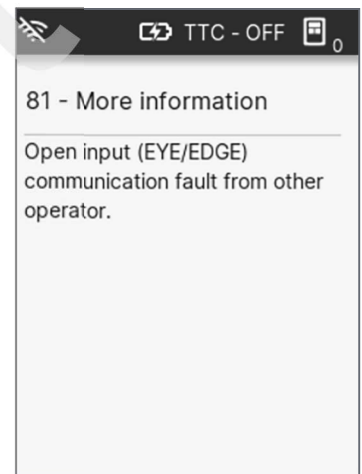 TTC - OFF 0
81 - More information
Open input (EYE/EDGE)
communication fault from other
operator.